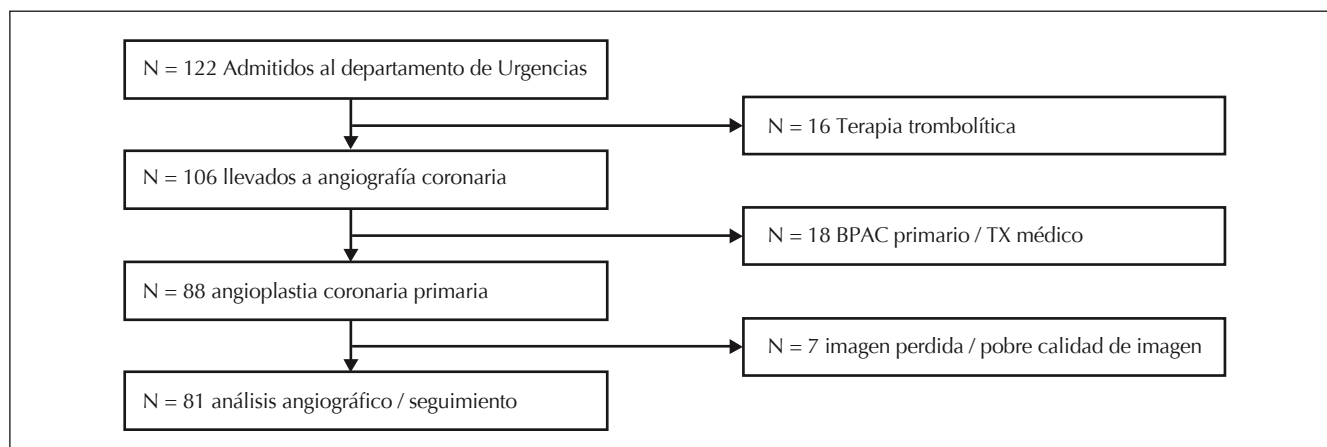 N = 122 Admitidos al departamento de Urgencias
N = 16 Terapia trombolítica
N = 106 llevados a angiografía coronaria
N = 18 BPAC primario / TX médico
N = 88 angioplastia coronaria primaria
N = 7 imagen perdida / pobre calidad de imagen
N = 81 análisis angiográfico / seguimiento